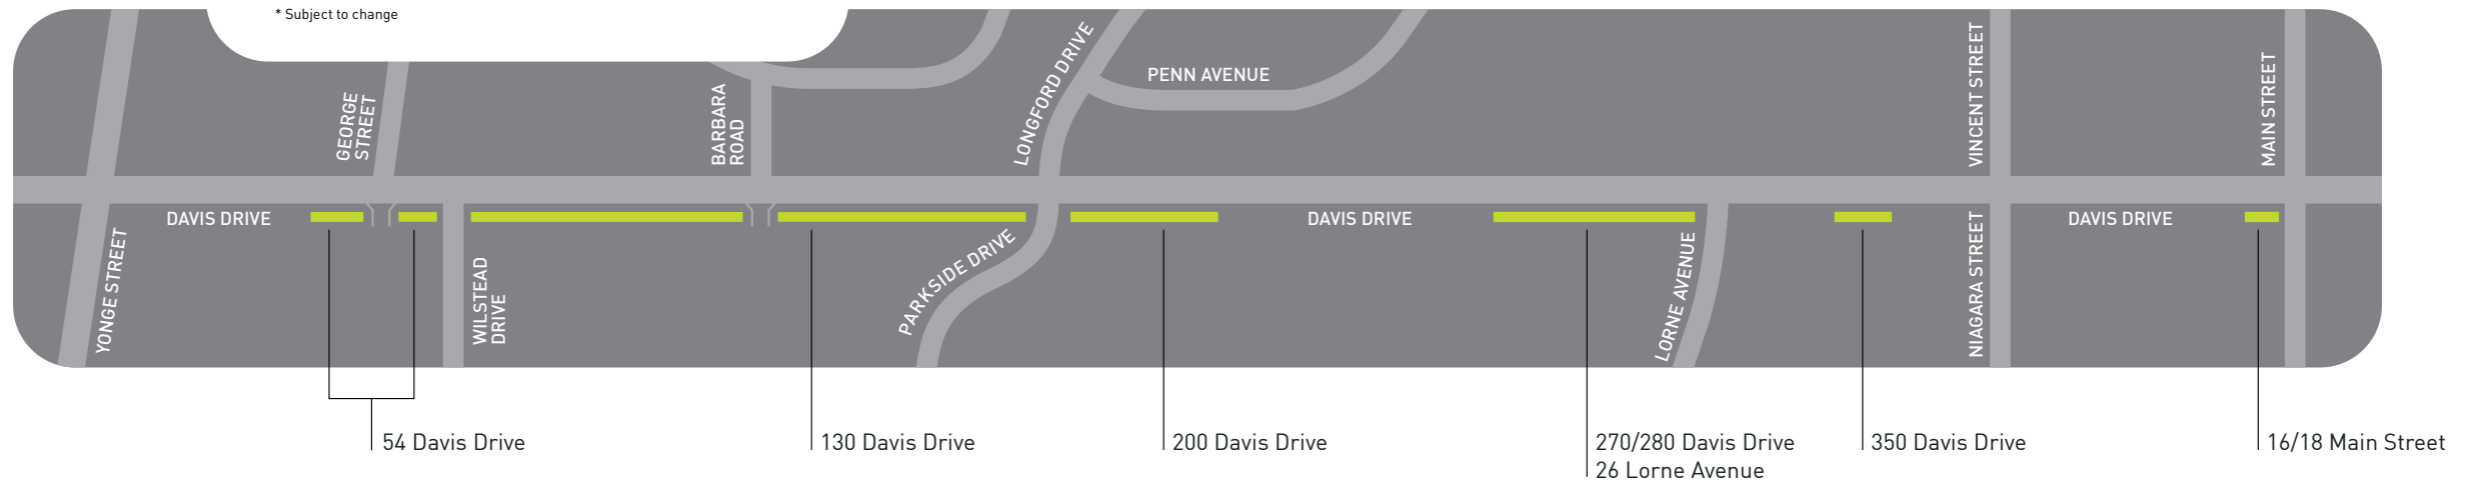 * Subject to change
GEORGE
STREET
BARBARA
ROAD
LONGFORD DRIVE
PENN AVENUE
VINCENT STREET
MAIN STREET
DAVIS DRIVE
DAVIS DRIVE
DAVIS DRIVE
YONGE STREET
WILSTEAD
DRIVE
PARKSIDE DRIVE
LORNE AVENUE
NIAGARA STREET
54 Davis Drive
130 Davis Drive
200 Davis Drive
270/280 Davis Drive
26 Lorne Avenue
350 Davis Drive
16/18 Main Street